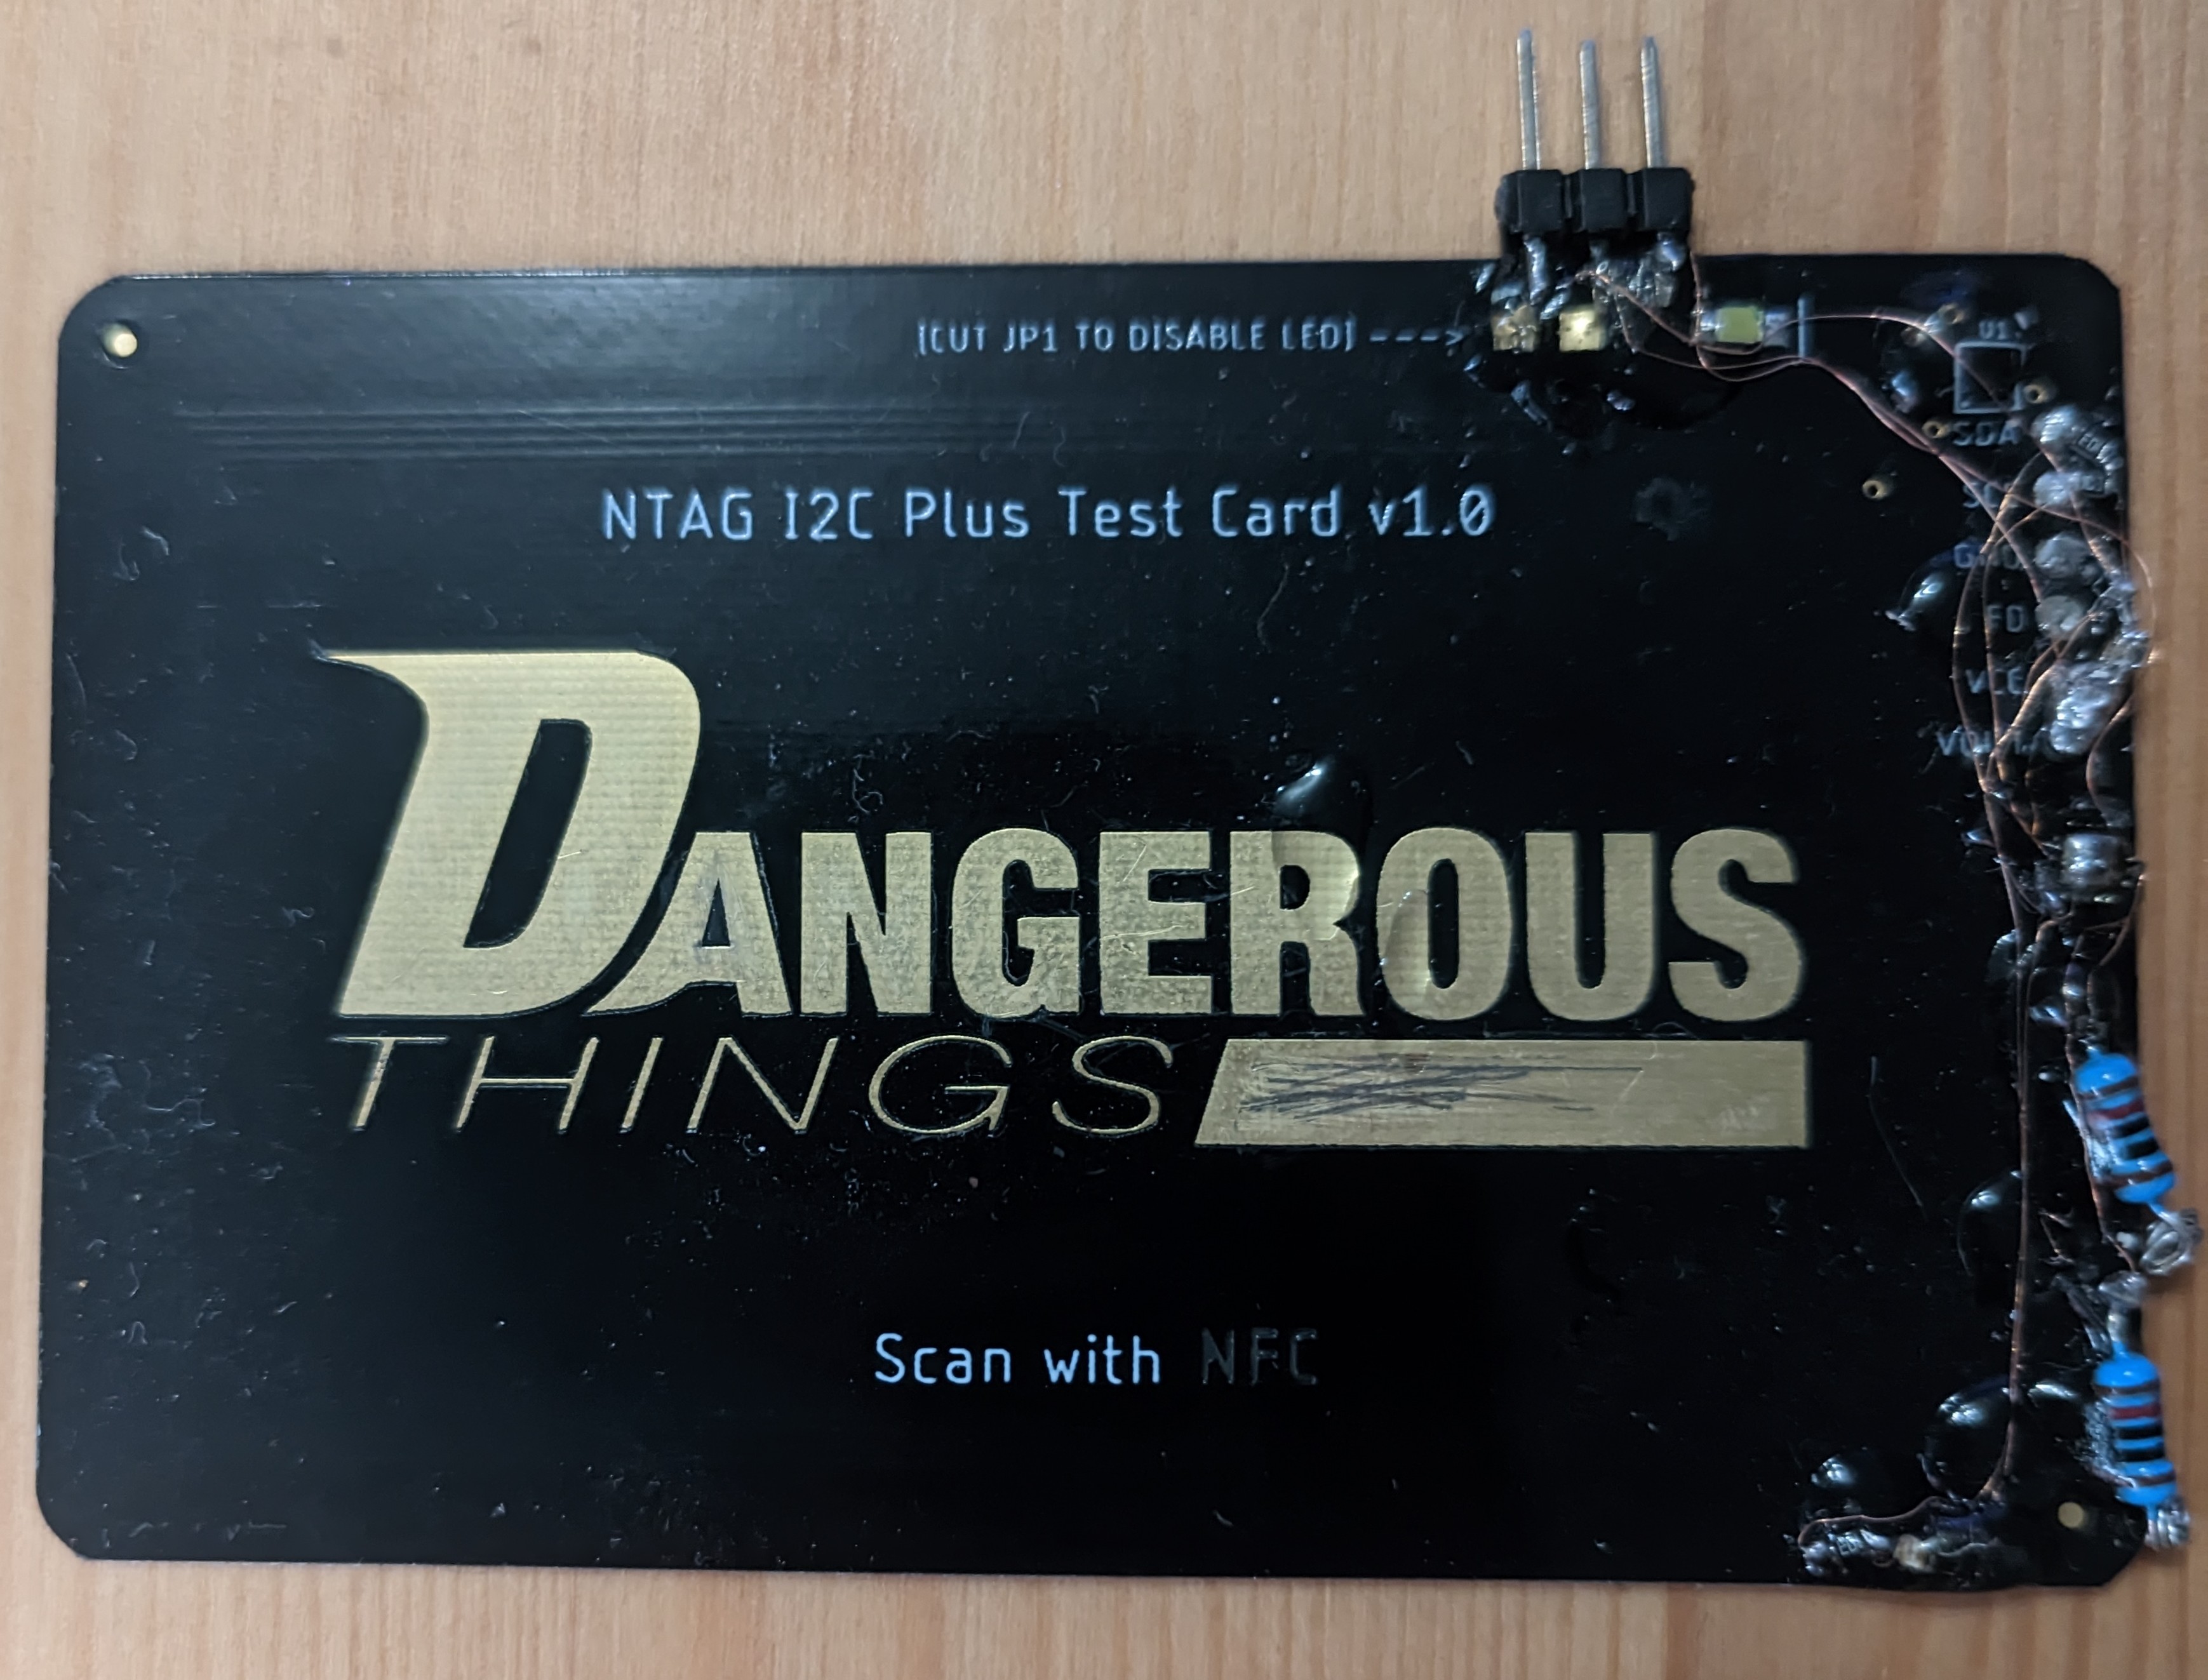 [CUT JP1 TO DISABLE LED] --->
U1
SDA
NTAG I2C Plus Test Card v1.0
FD
DANGEROUS
THINGS
Scan with NFC